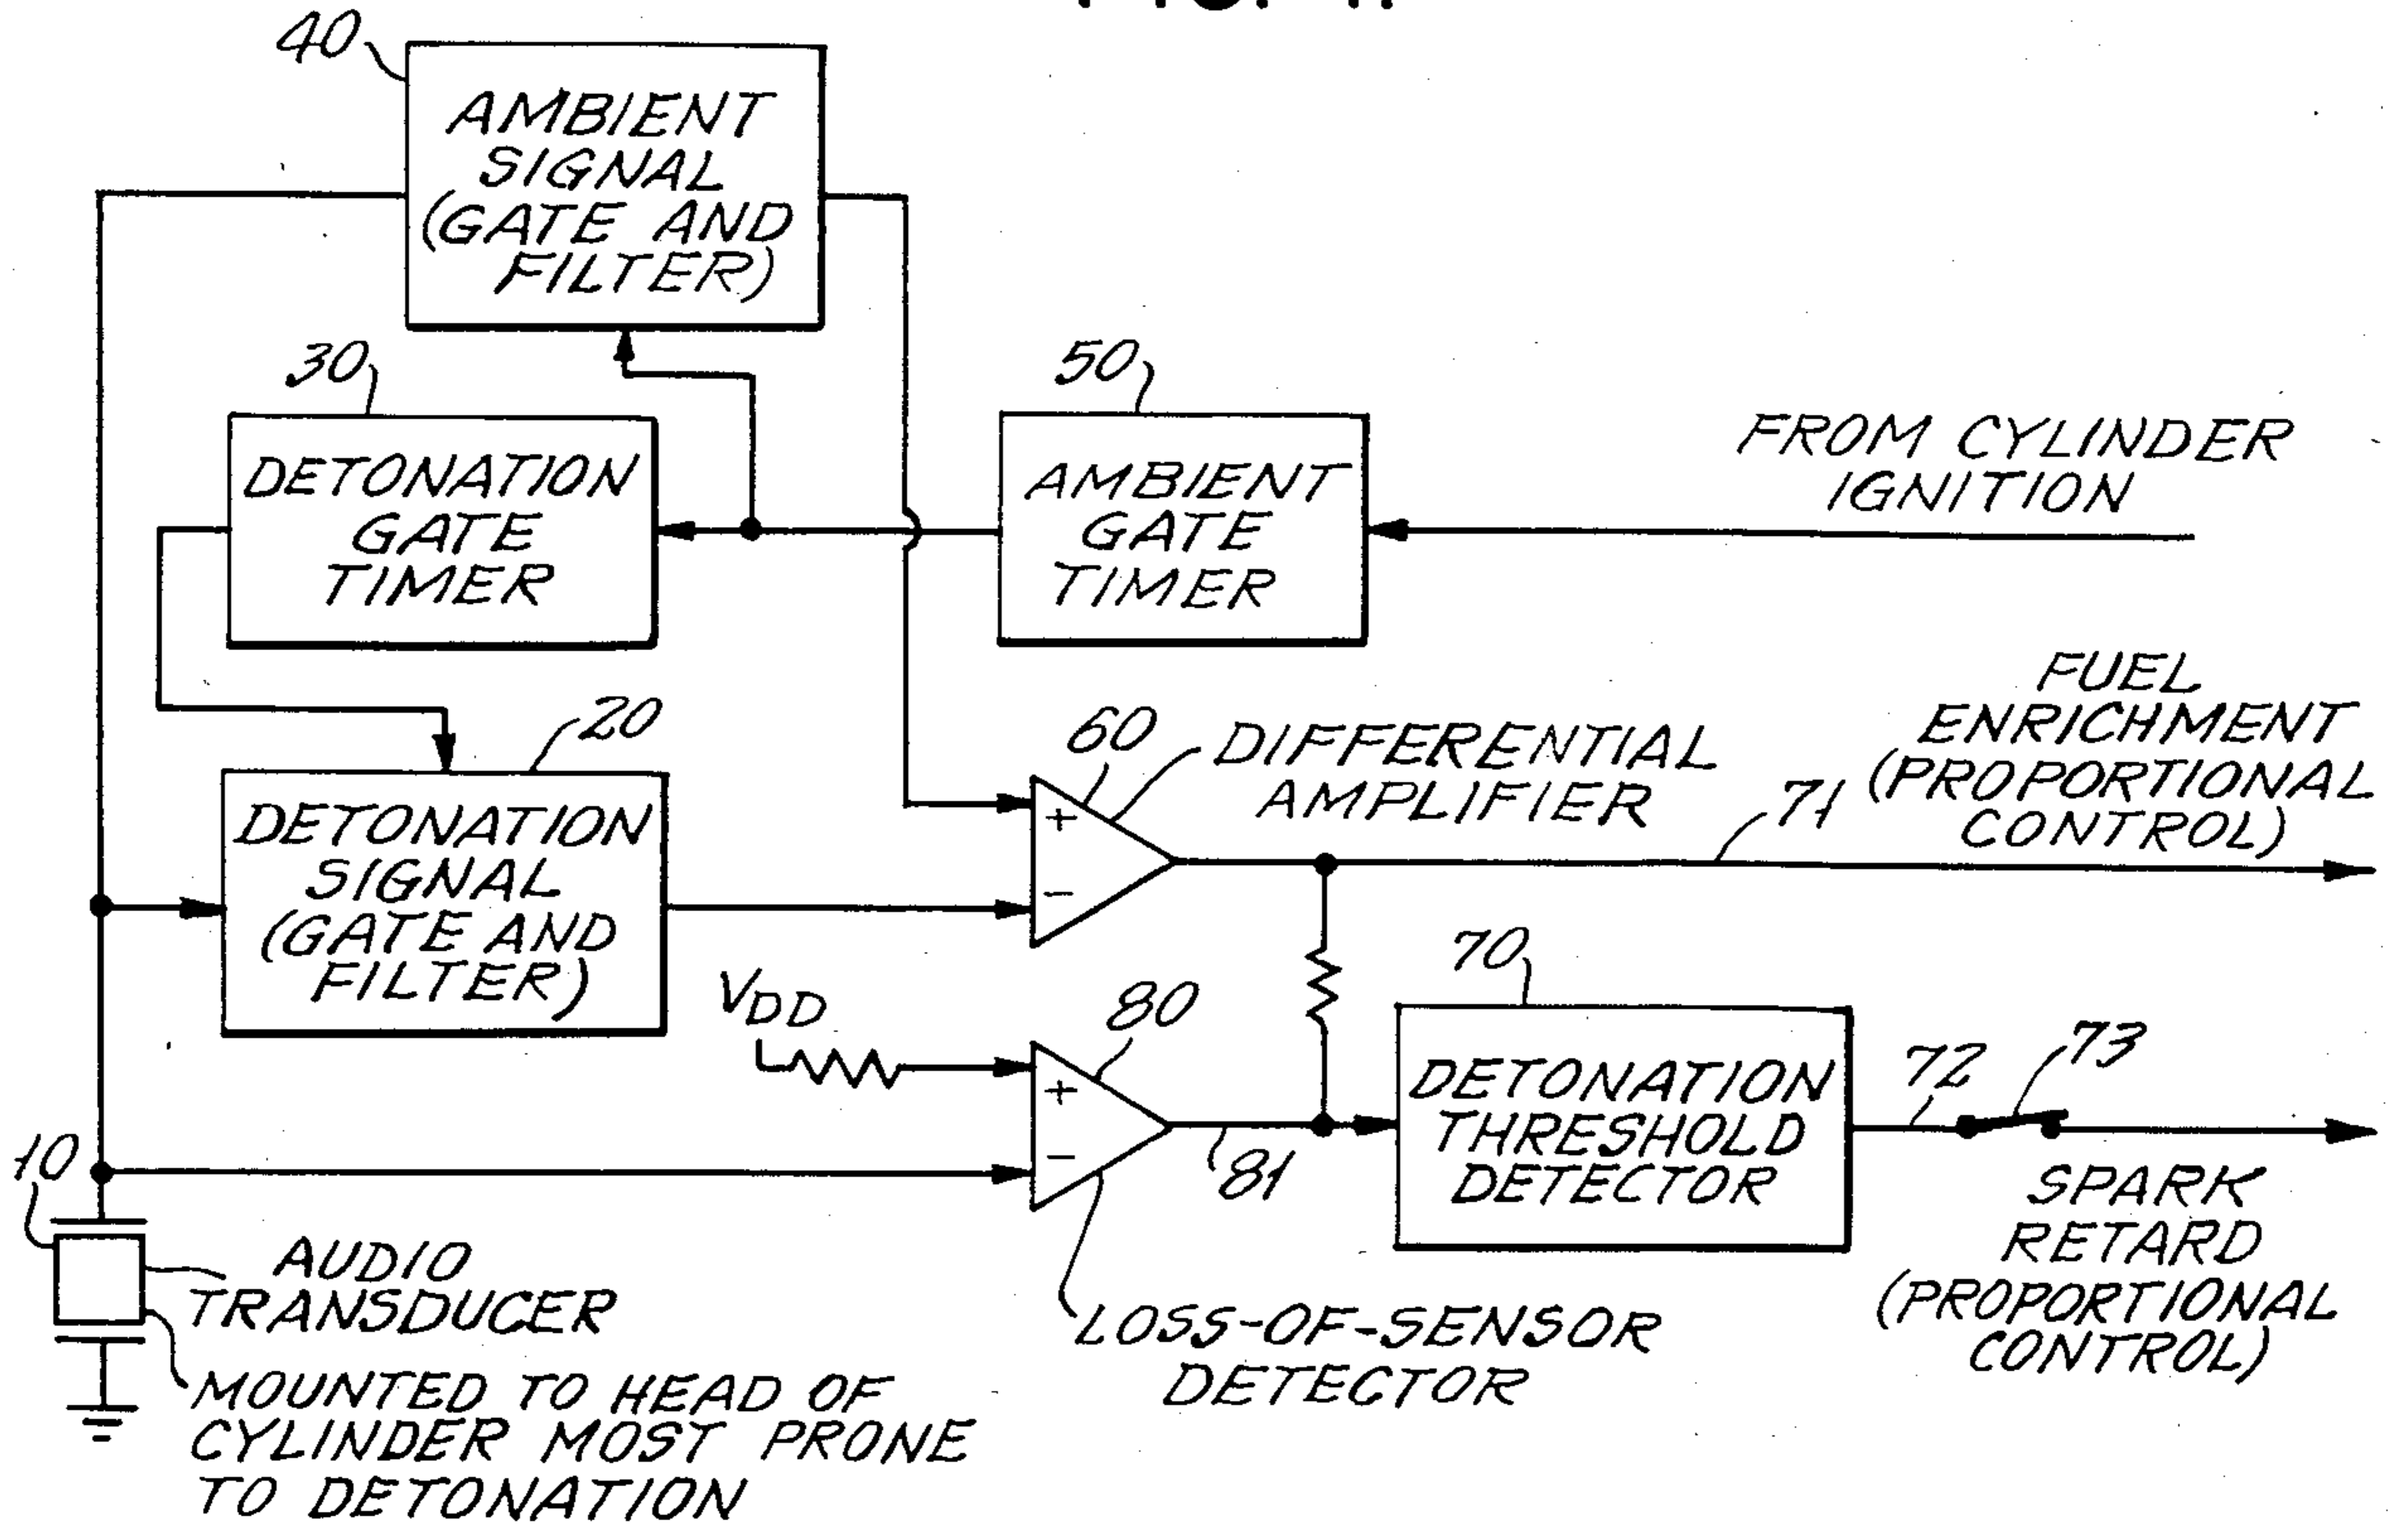 40
AMBIENT
SIGNAL
(GATE AND
FILTER)
30
50
DETONATION
GATE
TIMER
AMBIENT
GATE
TIMER
FROM CYLINDER
IGNITION
20
60
DIFFERENTIAL
AMPLIFIER
71
FUEL
ENRICHMENT
(PROPORTIONAL
CONTROL)
DETONATION
SIGNAL
(GATE AND
FILTER)
+
−
VDD
80
+
−
81
70
DETONATION
THRESHOLD
DETECTOR
72
73
SPARK
RETARD
(PROPORTIONAL
CONTROL)
10
AUDIO
TRANSDUCER
LOSS-OF-SENSOR
DETECTOR
MOUNTED TO HEAD OF
CYLINDER MOST PRONE
TO DETONATION